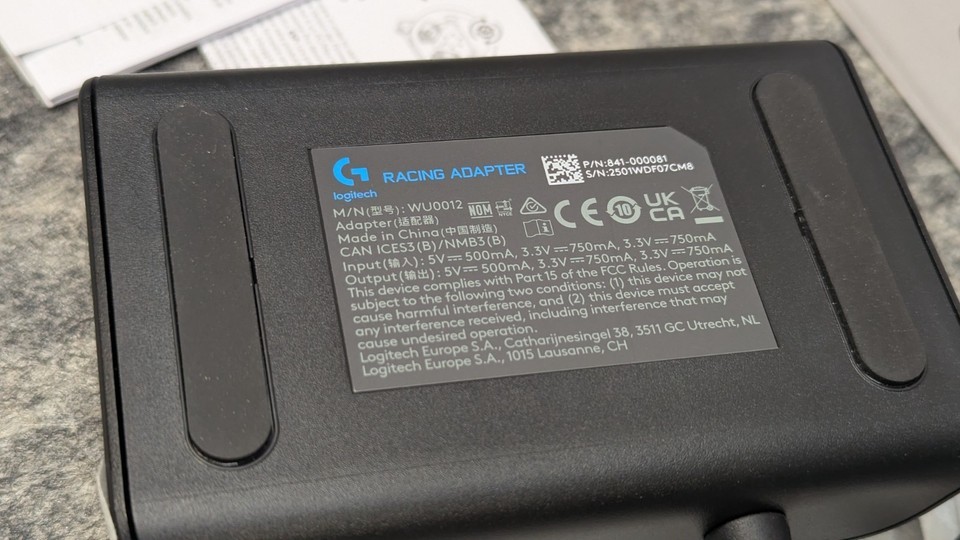 logitech
RACING ADAPTER
P/N:841-000081
S/N:2501WDF07CM8
M/N(型号): WU0012
NOM
NYCE
Adapter(适配器)
Made in China(中国制造)
CAN ICES3(B)/NMB3(B)
CE
10
UK
CA
Input(输入): 5V⎓500mA, 3.3V⎓750mA, 3.3V⎓750mA
Output(输出): 5V⎓500mA, 3.3V⎓750mA, 3.3V⎓750mA
This device complies with Part 15 of the FCC Rules. Operation is
subject to the following two conditions: (1) this device may not
cause harmful interference, and (2) this device must accept
any interference received, including interference that may
cause undesired operation.
Logitech Europe S.A., Catharijnesingel 38, 3511 GC Utrecht, NL
Logitech Europe S.A., 1015 Lausanne, CH